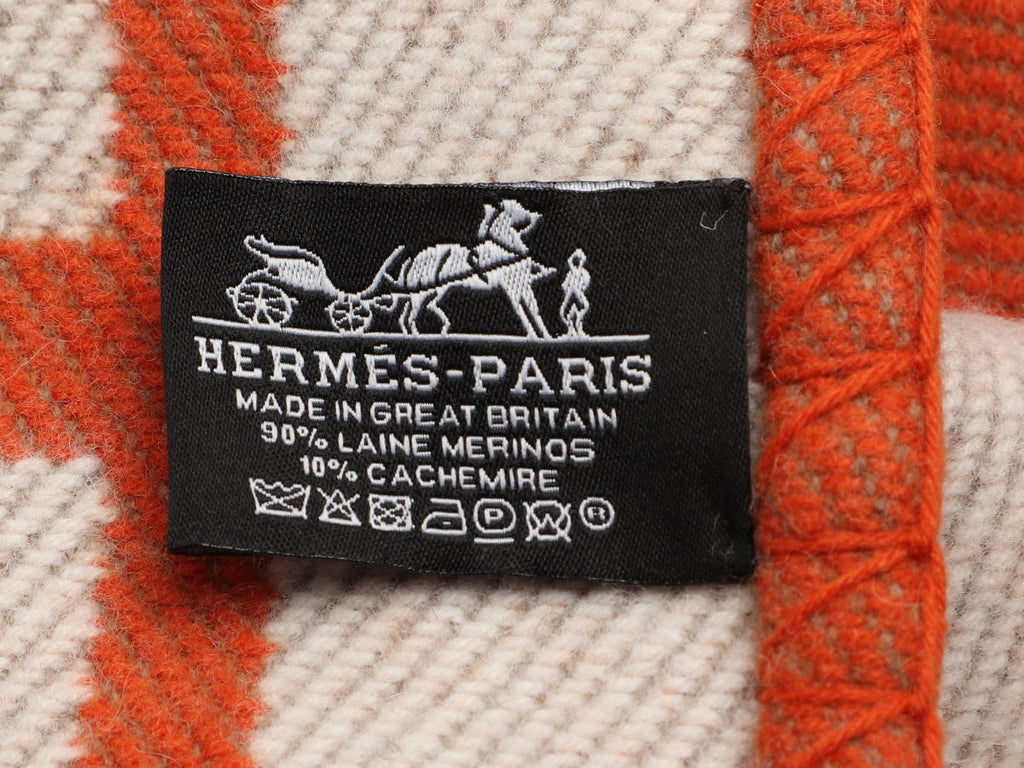 HERMÉS-PARIS
MADE IN GREAT BRITAIN
90% LAINE MERINOS
10% CACHEMIRE
P W ®